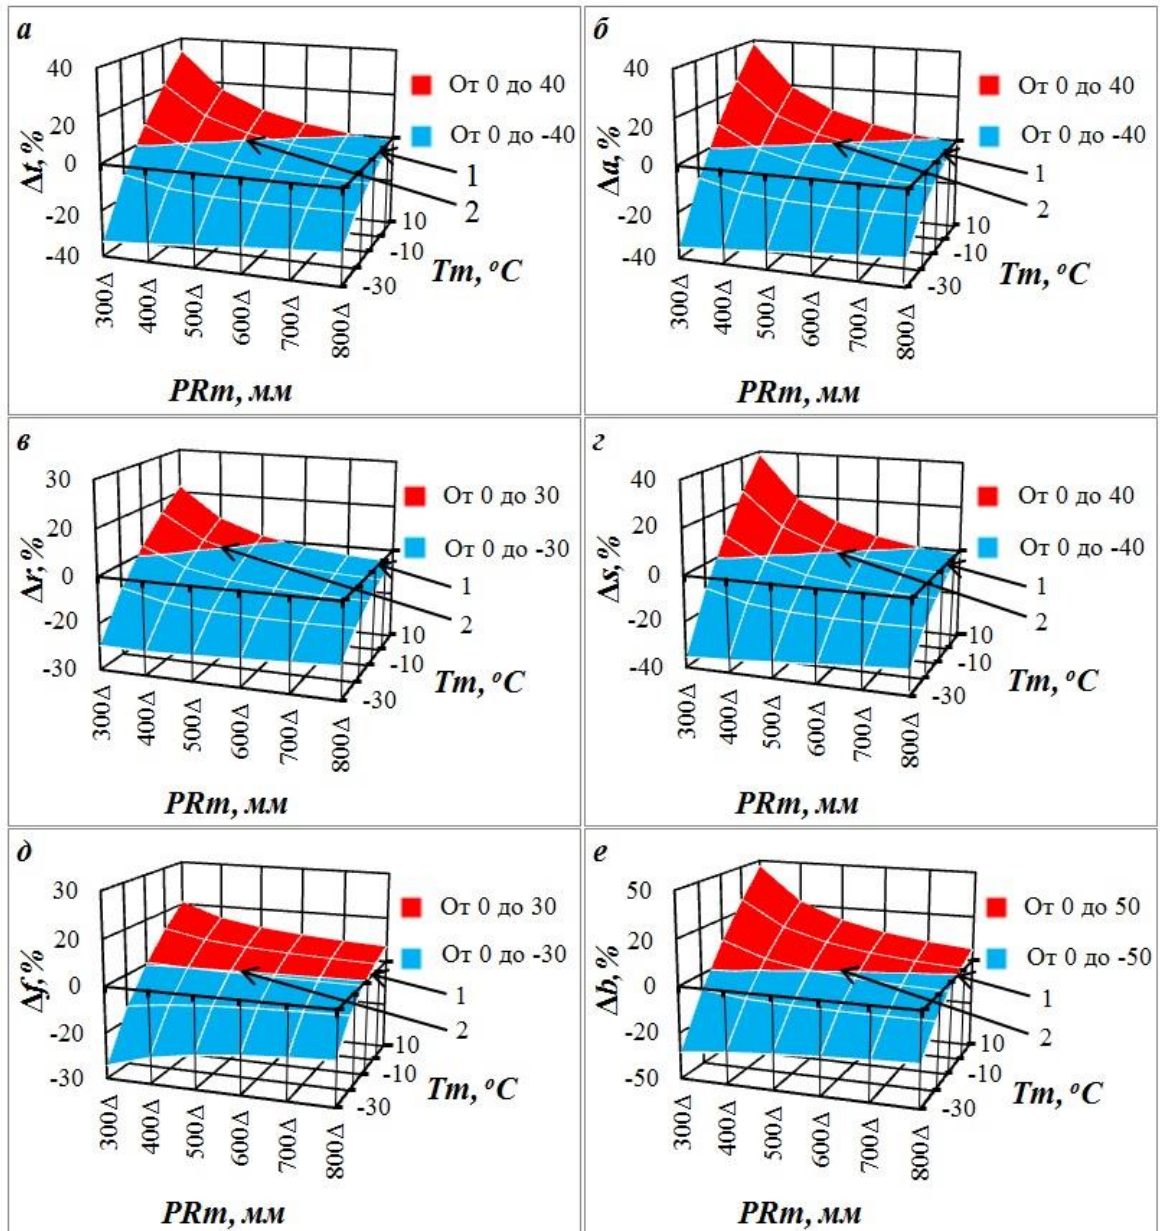 а
40
20
0
-20
-40
Δt,%
От 0 до 40
От 0 до -40
1
2
10
-10
-30
Tm, °C
300Δ
400Δ
500Δ
600Δ
700Δ
800Δ
PRm, мм
б
40
20
0
-20
-40
Δa,%
От 0 до 40
От 0 до -40
1
2
10
-10
-30
Tm, °C
300Δ
400Δ
500Δ
600Δ
700Δ
800Δ
PRm, мм
в
30
20
0
-20
-30
Δr,%
От 0 до 30
От 0 до -30
1
2
10
-10
-30
Tm, °C
300Δ
400Δ
500Δ
600Δ
700Δ
800Δ
PRm, мм
г
40
20
0
-20
-40
Δs,%
От 0 до 40
От 0 до -40
1
2
10
-10
-30
Tm, °C
300Δ
400Δ
500Δ
600Δ
700Δ
800Δ
PRm, мм
д
30
20
0
-20
-30
Δf,%
От 0 до 30
От 0 до -30
1
2
10
-10
-30
Tm, °C
300Δ
400Δ
500Δ
600Δ
700Δ
800Δ
PRm, мм
е
50
20
0
-20
-50
Δb,%
От 0 до 50
От 0 до -50
1
2
10
-10
-30
Tm, °C
300Δ
400Δ
500Δ
600Δ
700Δ
800Δ
PRm, мм